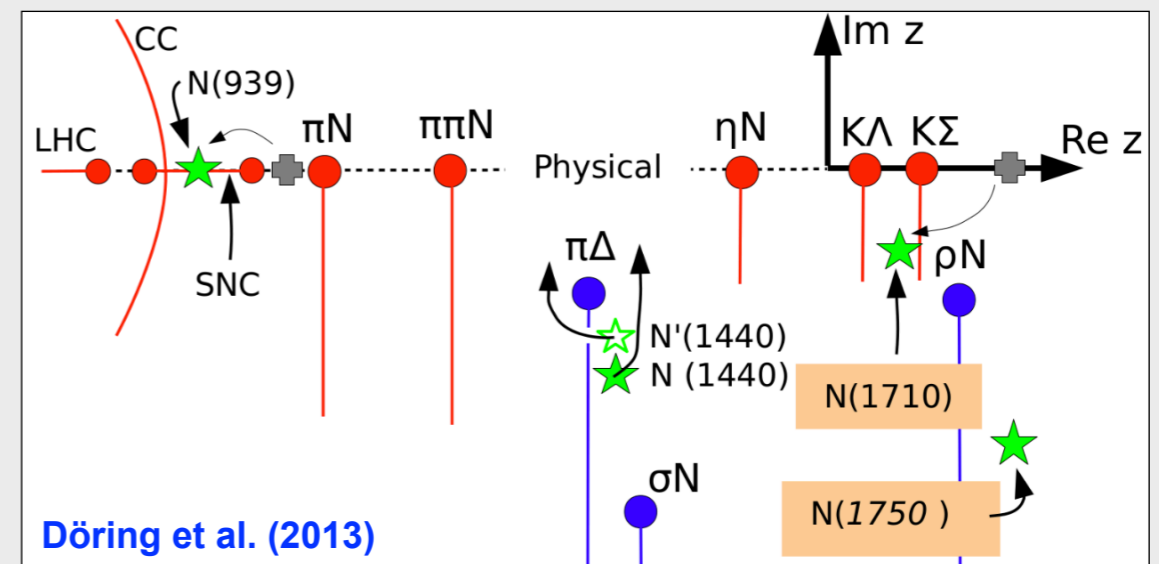 CC
Im z
N(939)
LHC
πN
ππN
ηN
KΛ
KΣ
Re z
Physical
SNC
πΔ
ρN
N'(1440)
N (1440)
N(1710)
σN
N(1750 )
Döring et al. (2013)